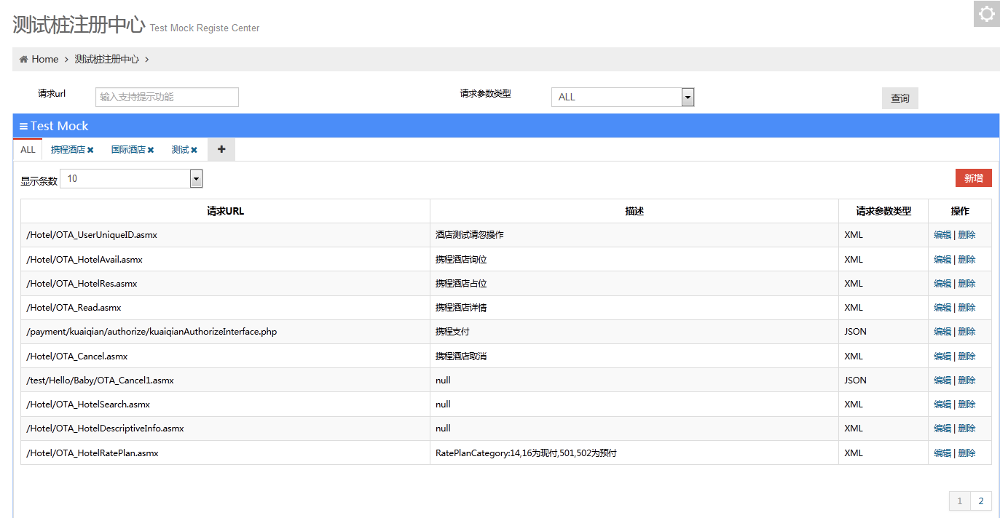 测试桩注册中心 Test Mock Registe Center
Home > 测试桩注册中心 >
请求url 输入支持提示功能 请求参数类型 ALL 查询
Test Mock
ALL 携程酒店 国际酒店 测试
显示条数 10 新增
请求URL 描述 请求参数类型 操作
/Hotel/OTA_UserUniqueID.asmx 酒店测试请忽操作 XML 编辑 | 删除
/Hotel/OTA_HotelAvail.asmx 携程酒店询位 XML 编辑 | 删除
/Hotel/OTA_HotelRes.asmx 携程酒店占位 XML 编辑 | 删除
/Hotel/OTA_Read.asmx 携程酒店详情 XML 编辑 | 删除
/payment/kuaiqian/authorize/kuaiqianAuthorizeInterface.php 携程支付 JSON 编辑 | 删除
/Hotel/OTA_Cancel.asmx 携程酒店取消 XML 编辑 | 删除
/test/Hello/Baby/OTA_Cancel1.asmx null JSON 编辑 | 删除
/Hotel/OTA_HotelSearch.asmx null XML 编辑 | 删除
/Hotel/OTA_HotelDescriptiveInfo.asmx null XML 编辑 | 删除
/Hotel/OTA_HotelRatePlan.asmx RatePlanCategory:14,16为现付,501,502为预付 XML 编辑 | 删除
1 2